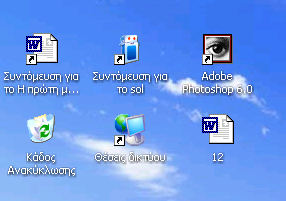 Συντόμευση για
το Η πρώτη μ...
Συντόμευση για
το sol
Adobe
Photoshop 6,0
Κάδος
Ανακύκλωσης
Θέσεις δικτύου
12